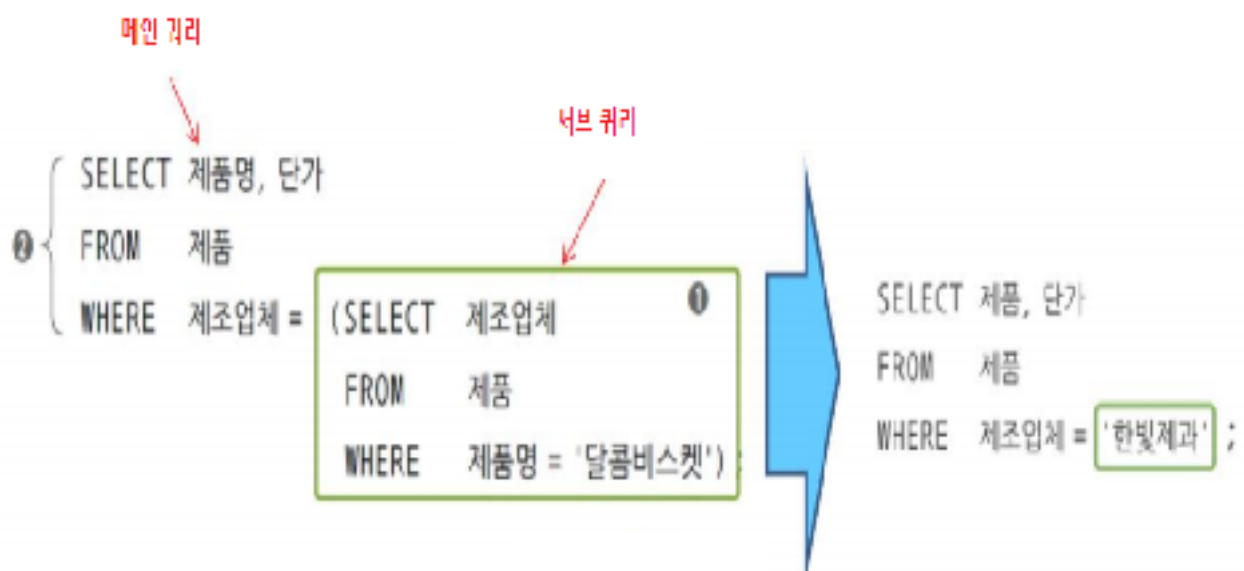 메인 쿼리
서브 쿼리
❷
SELECT 제품명, 단가
FROM 제품
WHERE 제조업체 =
❶
(SELECT 제조업체
FROM 제품
WHERE 제품명 = '달콤비스켓') ;
SELECT 제품, 단가
FROM 제품
WHERE 제조업체 = '한빛제과' ;